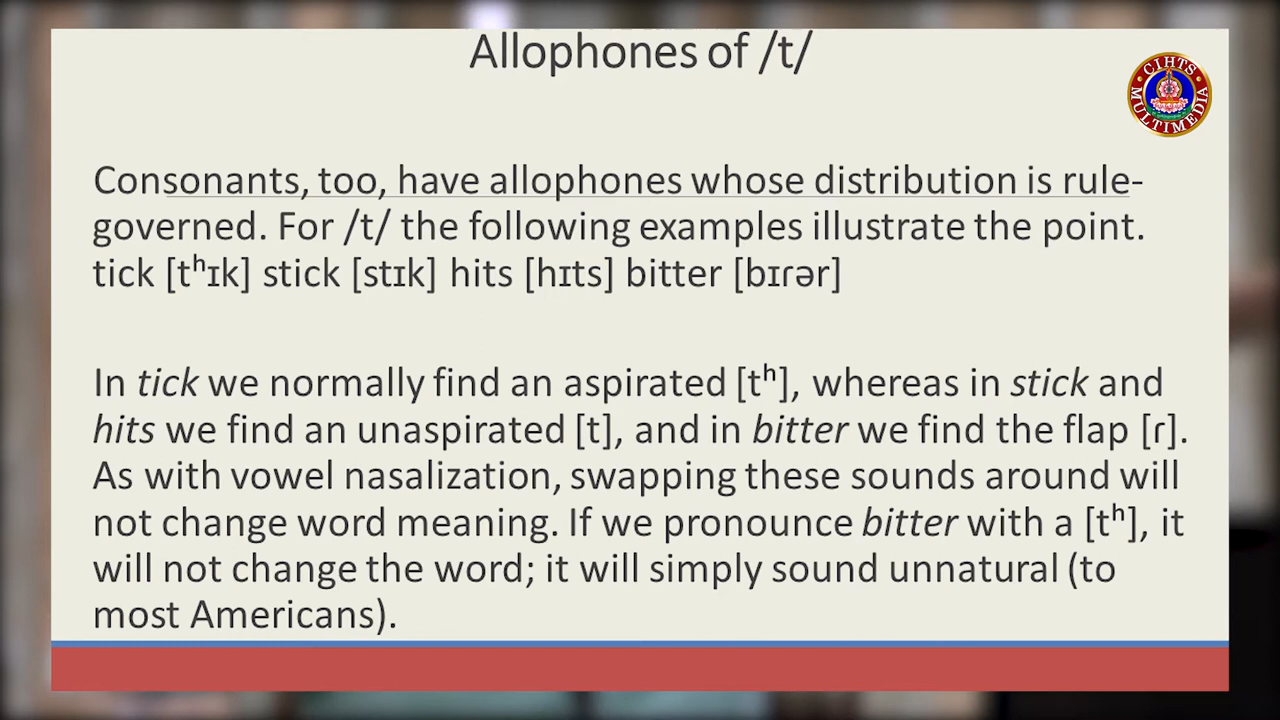 Allophones of /t/
CIHTS
MULTIMEDIA
Consonants, too, have allophones whose distribution is rule-
governed. For /t/ the following examples illustrate the point.
tick [tʰɪk] stick [stɪk] hits [hɪts] bitter [bɪɾər]
In tick we normally find an aspirated [tʰ], whereas in stick and
hits we find an unaspirated [t], and in bitter we find the flap [ɾ].
As with vowel nasalization, swapping these sounds around will
not change word meaning. If we pronounce bitter with a [tʰ], it
will not change the word; it will simply sound unnatural (to
most Americans).